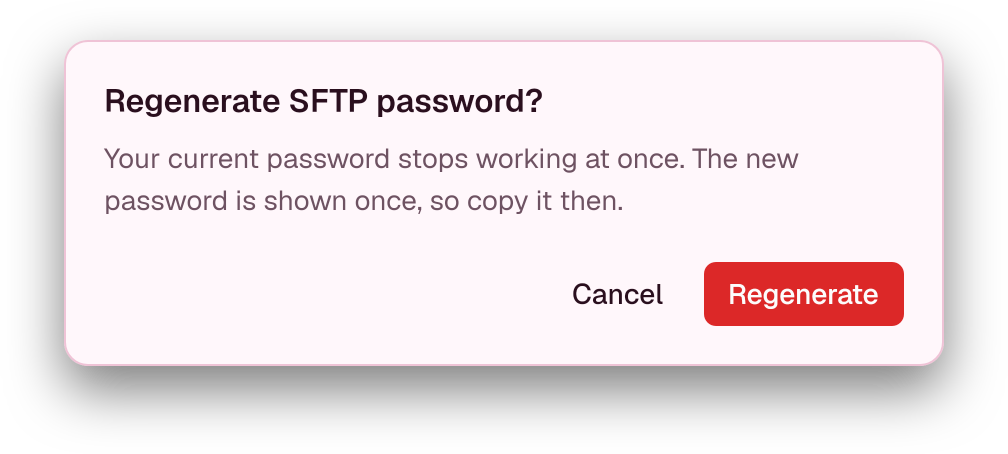 Regenerate SFTP password?
Your current password stops working at once. The new
password is shown once, so copy it then.
Cancel
Regenerate